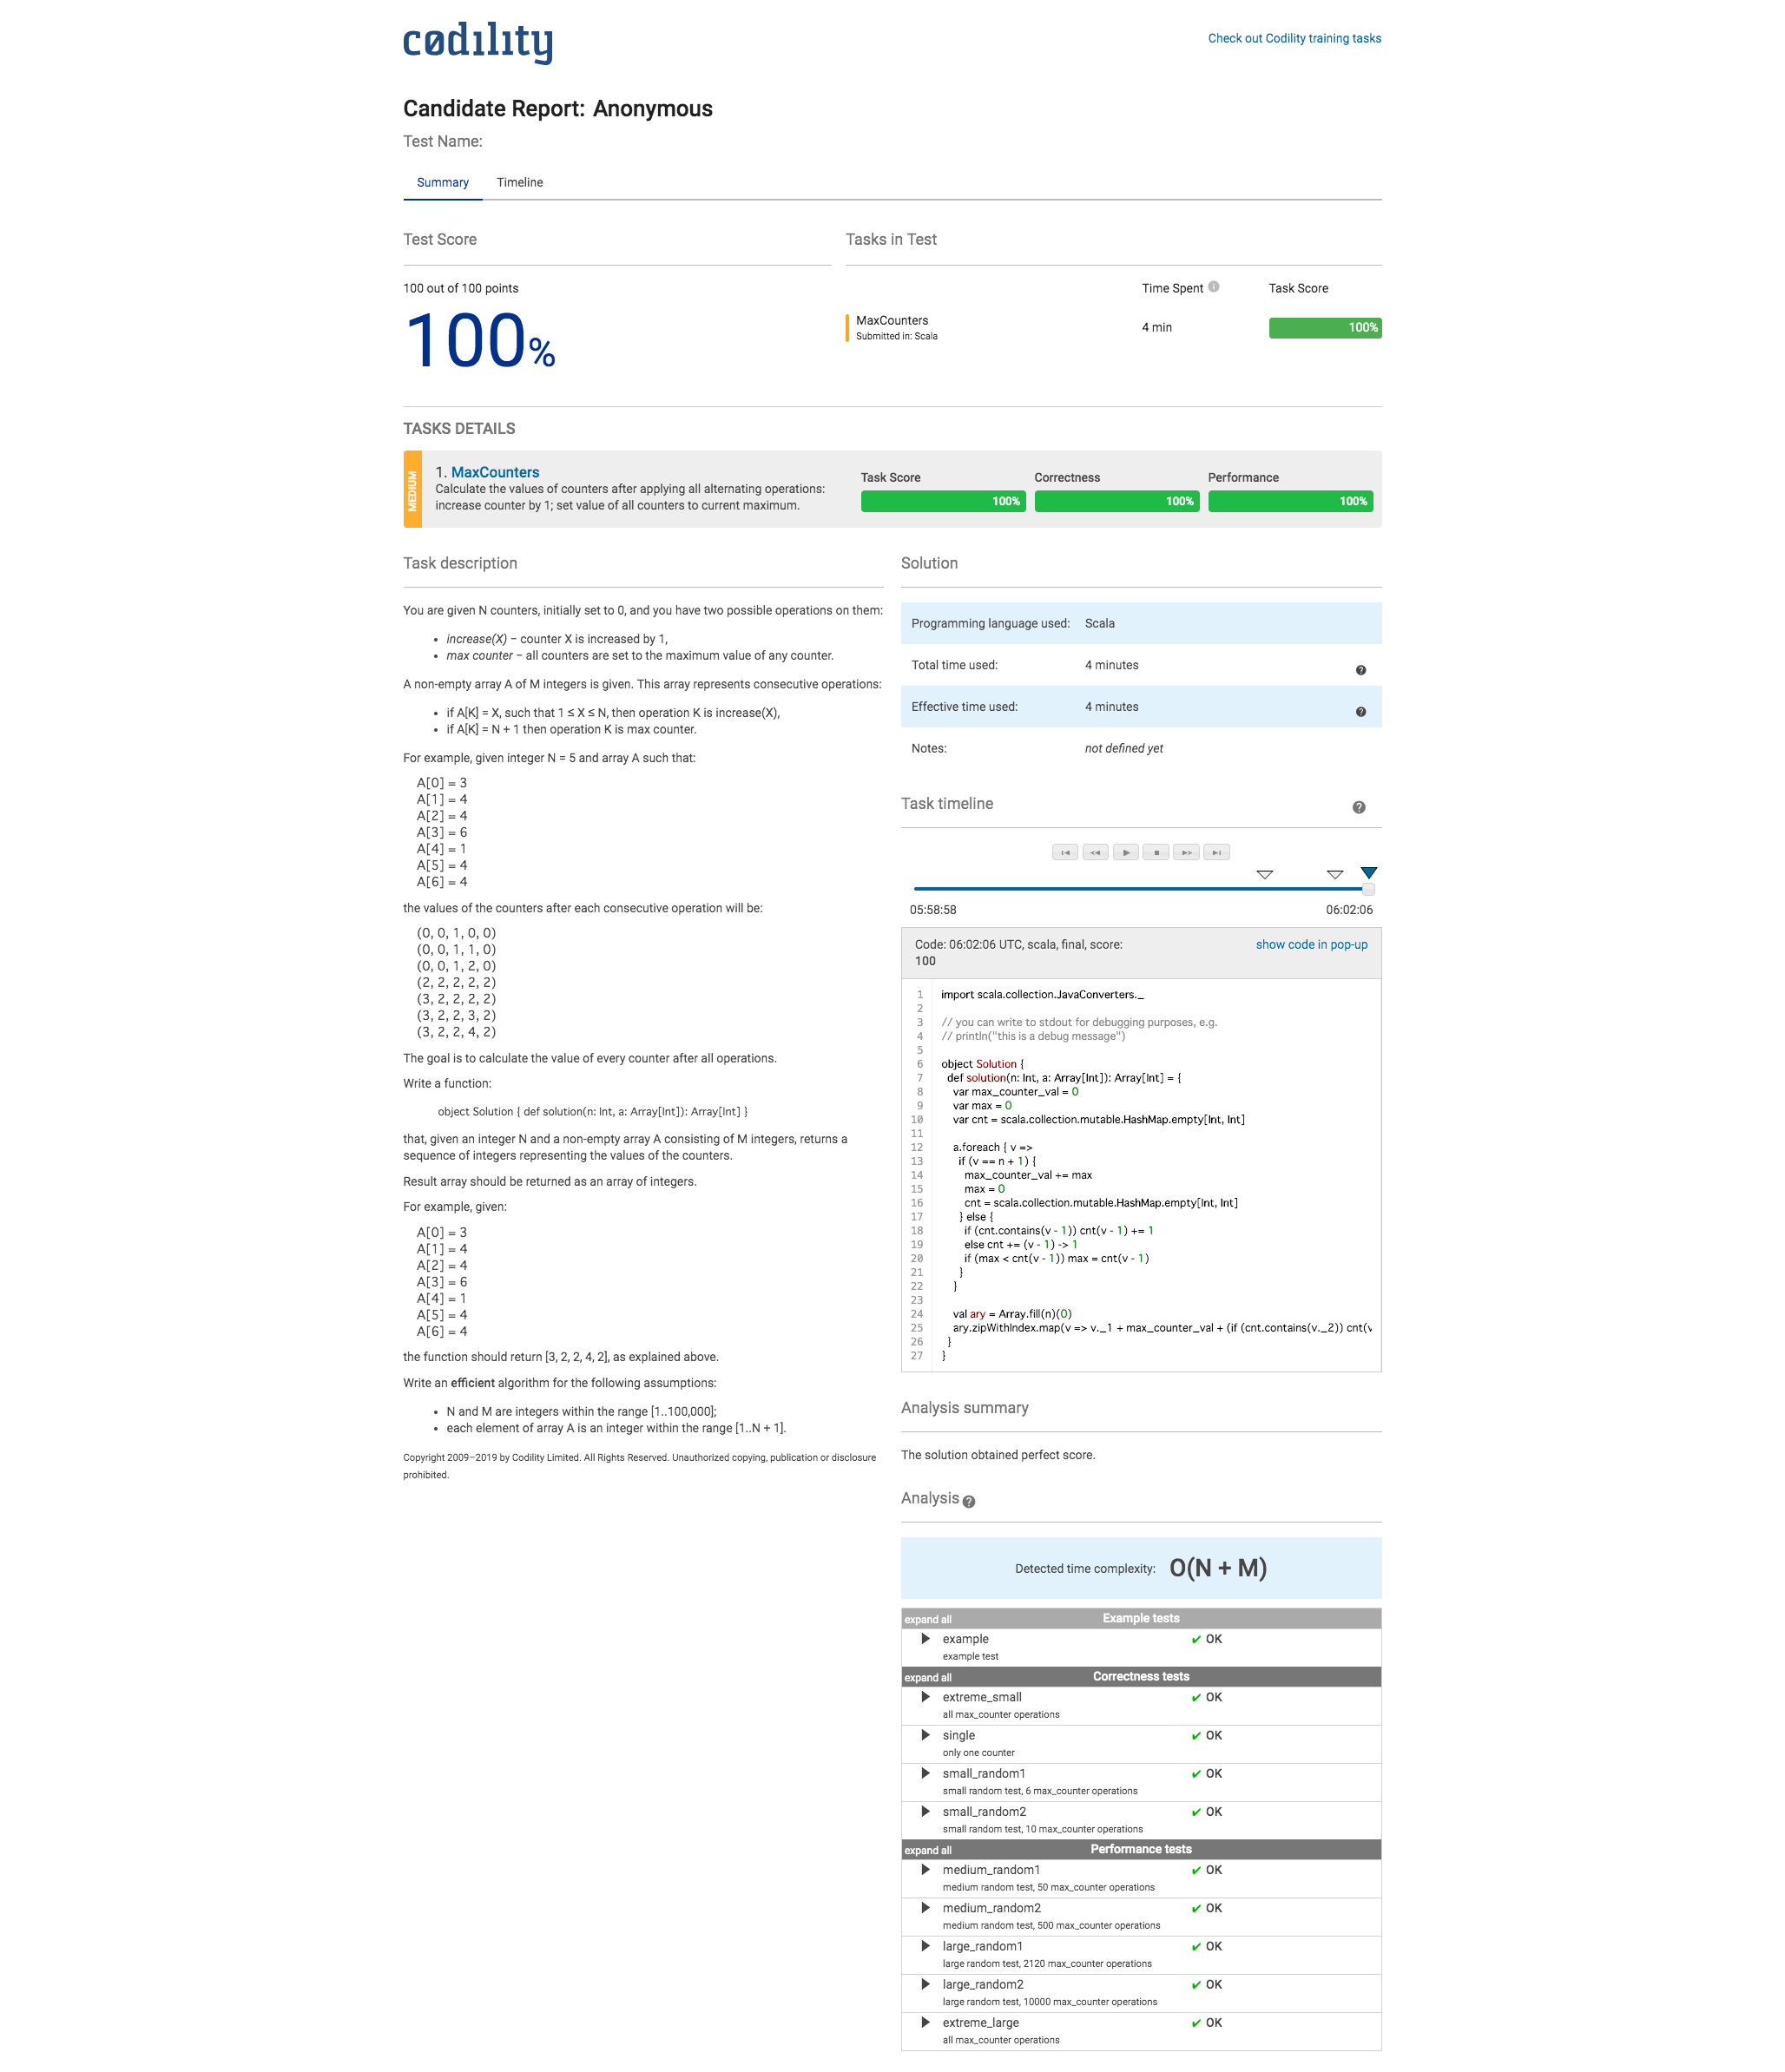 cødility
Check out Codility training tasks
Candidate Report: Anonymous
Test Name:
Summary Timeline
Test Score
100 out of 100 points
100%
Tasks in Test
Time Spent Task Score
MaxCounters
Submitted in: Scala
4 min
100%
TASKS DETAILS
MEDIUM
1. MaxCounters
Calculate the values of counters after applying all alternating operations:
increase counter by 1; set value of all counters to current maximum.
Task Score Correctness Performance
100% 100% 100%
Task description
You are given N counters, initially set to 0, and you have two possible operations on them:
• increase(X) − counter X is increased by 1,
• max counter − all counters are set to the maximum value of any counter.
A non-empty array A of M integers is given. This array represents consecutive operations:
• if A[K] = X, such that 1 ≤ X ≤ N, then operation K is increase(X),
• if A[K] = N + 1 then operation K is max counter.
For example, given integer N = 5 and array A such that:
A[0] = 3
A[1] = 4
A[2] = 4
A[3] = 6
A[4] = 1
A[5] = 4
A[6] = 4
the values of the counters after each consecutive operation will be:
(0, 0, 1, 0, 0)
(0, 0, 1, 1, 0)
(0, 0, 1, 2, 0)
(2, 2, 2, 2, 2)
(3, 2, 2, 2, 2)
(3, 2, 2, 3, 2)
(3, 2, 2, 4, 2)
The goal is to calculate the value of every counter after all operations.
Write a function:
object Solution { def solution(n: Int, a: Array[Int]): Array[Int] }
that, given an integer N and a non-empty array A consisting of M integers, returns a
sequence of integers representing the values of the counters.
Result array should be returned as an array of integers.
For example, given:
A[0] = 3
A[1] = 4
A[2] = 4
A[3] = 6
A[4] = 1
A[5] = 4
A[6] = 4
the function should return [3, 2, 2, 4, 2], as explained above.
Write an efficient algorithm for the following assumptions:
• N and M are integers within the range [1..100,000];
• each element of array A is an integer within the range [1..N + 1].
Copyright 2009–2019 by Codility Limited. All Rights Reserved. Unauthorized copying, publication or disclosure
prohibited.
Solution
Programming language used: Scala
Total time used: 4 minutes
Effective time used: 4 minutes
Notes: not defined yet
Task timeline
05:58:58 06:02:06
Code: 06:02:06 UTC, scala, final, score: show code in pop-up
100
1 import scala.collection.JavaConverters._
2
3 // you can write to stdout for debugging purposes, e.g.
4 // println("this is a debug message")
5
6 object Solution {
7 def solution(n: Int, a: Array[Int]): Array[Int] = {
8 var max_counter_val = 0
9 var max = 0
10 var cnt = scala.collection.mutable.HashMap.empty[Int, Int]
11
12 a.foreach { v =>
13 if (v == n + 1) {
14 max_counter_val += max
15 max = 0
16 cnt = scala.collection.mutable.HashMap.empty[Int, Int]
17 } else {
18 if (cnt.contains(v - 1)) cnt(v - 1) += 1
19 else cnt += (v - 1) -> 1
20 if (max < cnt(v - 1)) max = cnt(v - 1)
21 }
22 }
23
24 val ary = Array.fill(n)(0)
25 ary.zipWithIndex.map(v => v._1 + max_counter_val + (if (cnt.contains(v._2)) cnt(v
26 }
27 }
Analysis summary
The solution obtained perfect score.
Analysis
Detected time complexity: O(N + M)
expand all Example tests
example ✔ OK
example test
expand all Correctness tests
extreme_small ✔ OK
all max_counter operations
single ✔ OK
only one counter
small_random1 ✔ OK
small random test, 6 max_counter operations
small_random2 ✔ OK
small random test, 10 max_counter operations
expand all Performance tests
medium_random1 ✔ OK
medium random test, 50 max_counter operations
medium_random2 ✔ OK
medium random test, 500 max_counter operations
large_random1 ✔ OK
large random test, 2120 max_counter operations
large_random2 ✔ OK
large random test, 10000 max_counter operations
extreme_large ✔ OK
all max_counter operations